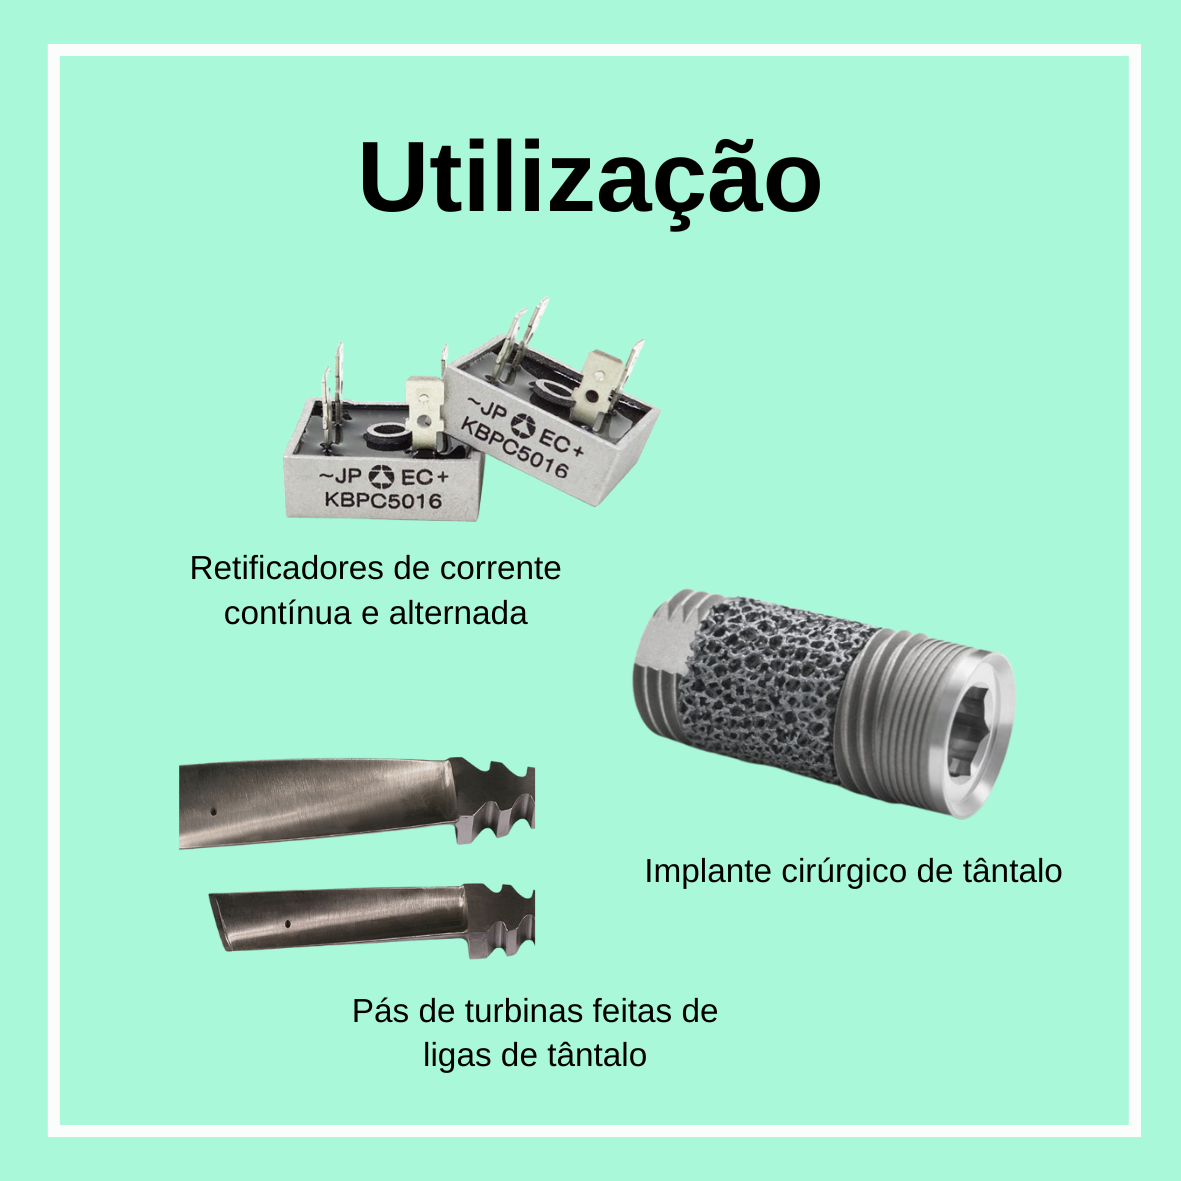 Utilização
~JP EC+
KBPC5016
~JP EC+
KBPC5016
Retificadores de corrente
contínua e alternada
Implante cirúrgico de tântalo
Pás de turbinas feitas de
ligas de tântalo